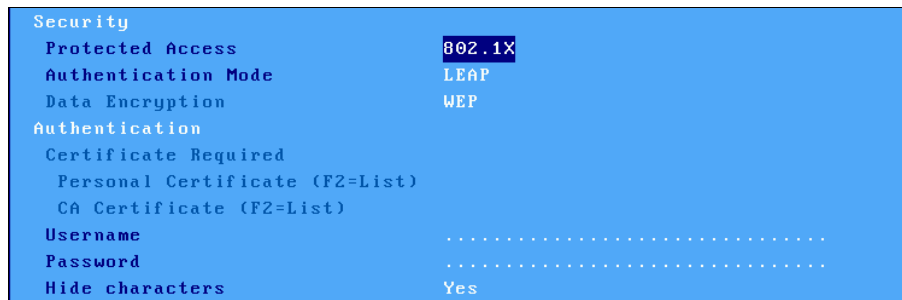 Security
Protected Access 802.1X
Authentication Mode LEAP
Data Encryption WEP
Authentication
Certificate Required
Personal Certificate (F2=List)
CA Certificate (F2=List)
Username ................................
Password ................................
Hide characters Yes